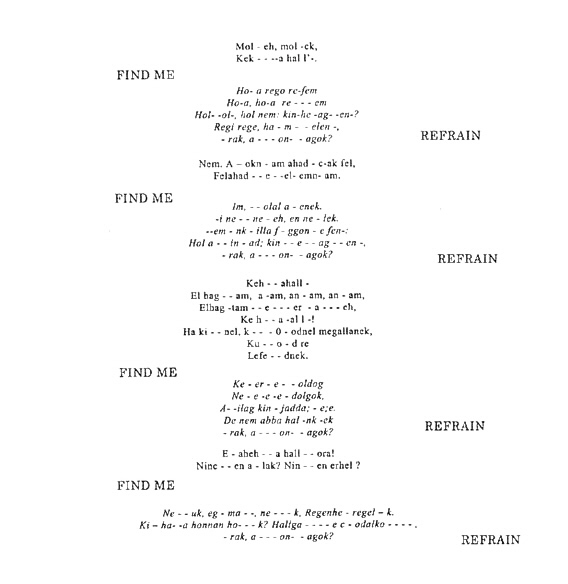 Mol - eh, mol -ck,
Kek - - --a hal l'-.
FIND ME
Ho- a rego re-fem
Ho-a, ho-a re - - - em
Hol- -ol-, hol nem: kin-he -ag- -en-?
Regi rege, ha - m - - elen -,
- rak, a - - - on- - agok?
REFRAIN
Nem. A – okn - am ahad - c-ak fel,
Felahad - - e - -el- emn- am.
FIND ME
Im, - - olal a - enek.
-i ne - - ne - eh, en ne - lek.
--em - nk - illa f - ggon - e fen-:
Hol a - - in - ad; kin - - e - - ag - - en -,
- rak, a - - - on- - agok?
REFRAIN
Keh - - ahall -
El hag - - am, a -am, an - am, an - am,
Elhag -tam - - e - - - er - a - - - eh,
Ke h - - a -al l -!
Ha ki - - nel, k - - - 0 - odnel megallanek,
Ku - - o - d re
Lefe - - dnek.
FIND ME
Ke - er - e - - oldog
Ne - e -e -e - dolgok,
A- -ilag kin - jadda; - e;e.
De nem abba hal -nk -ck
- rak, a - - - on- - agok?
REFRAIN
E - abeh - - a hall - - ora!
Ninc - - en a - lak? Nin - - en erhel ?
FIND ME
Ne - - uk, eg - ma - -, ne - - - k, Regenhe - regel – k.
Ki – ha- -a honnan ho- - - k? Hallga - - - - e c - odalko - - - -,
- rak, a - - - on- - agok?
REFRAIN